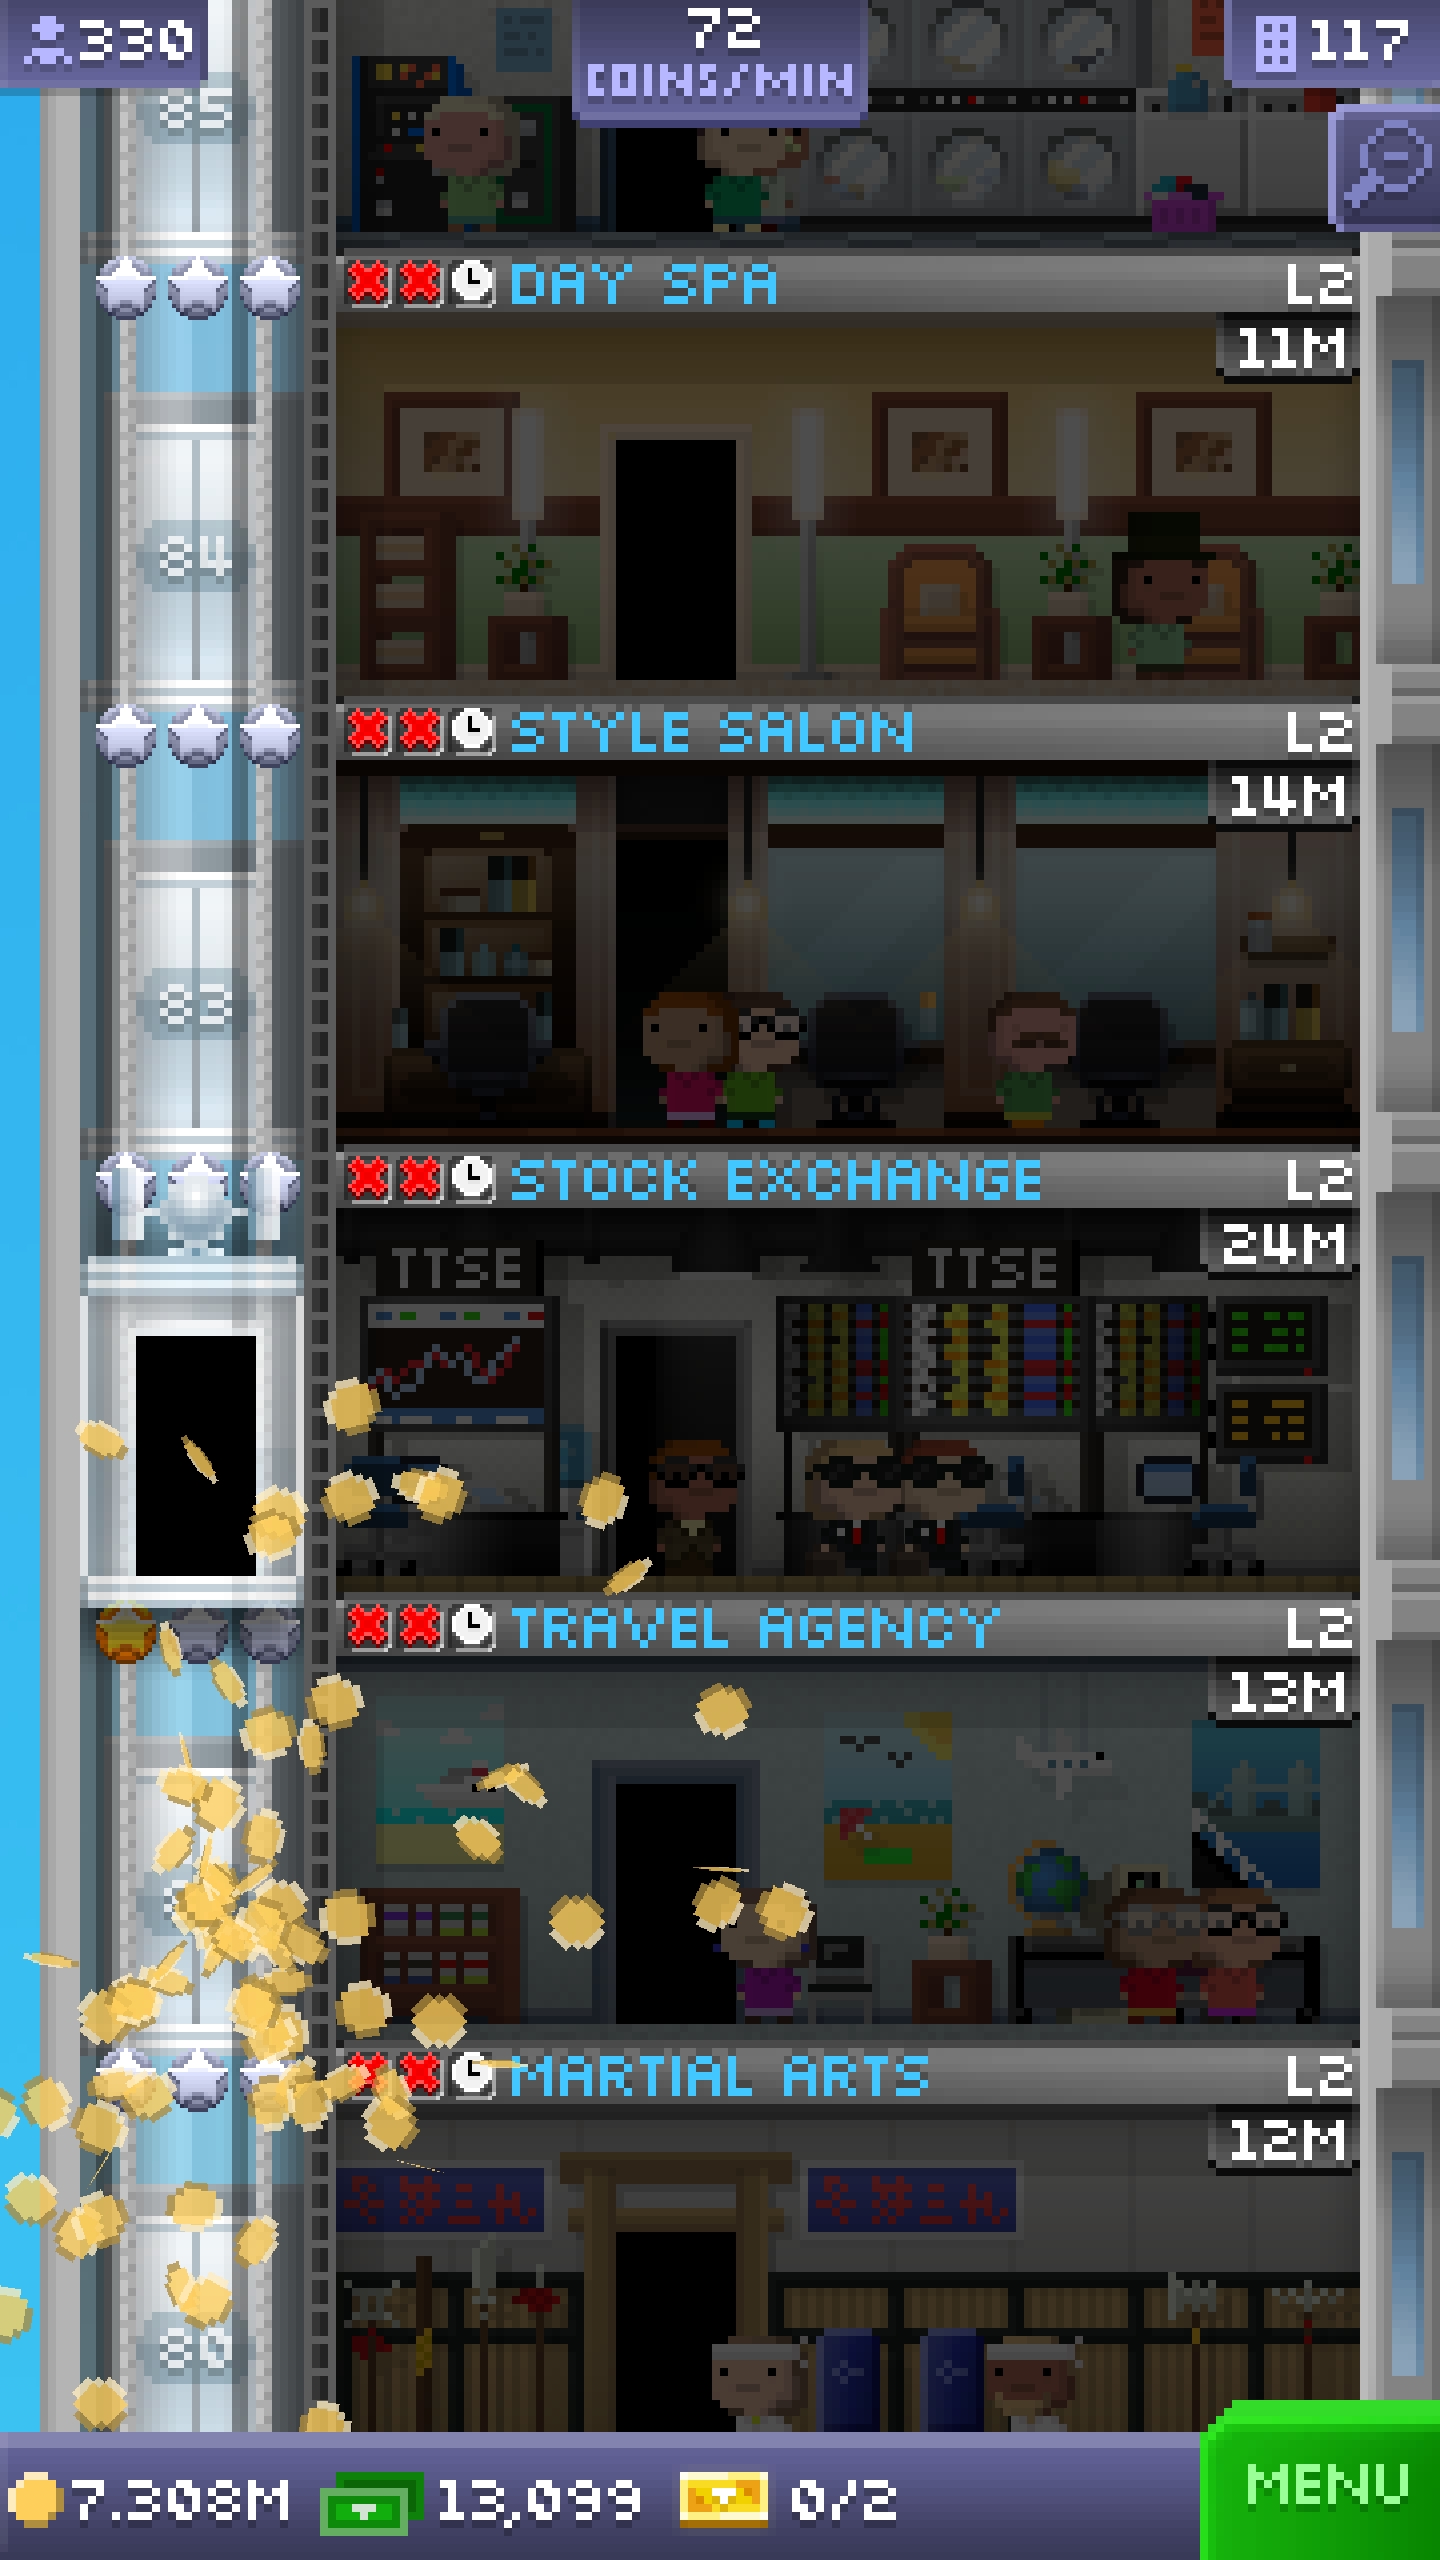 330
72
COINS/MIN
117
85
DAY SPA L2
11M
84
STYLE SALON L2
14M
83
STOCK EXCHANGE L2
24M
TTSE TTSE
TRAVEL AGENCY L2
13M
MARTIAL ARTS L2
12M
80
7.308M 13,099 0/2
MENU